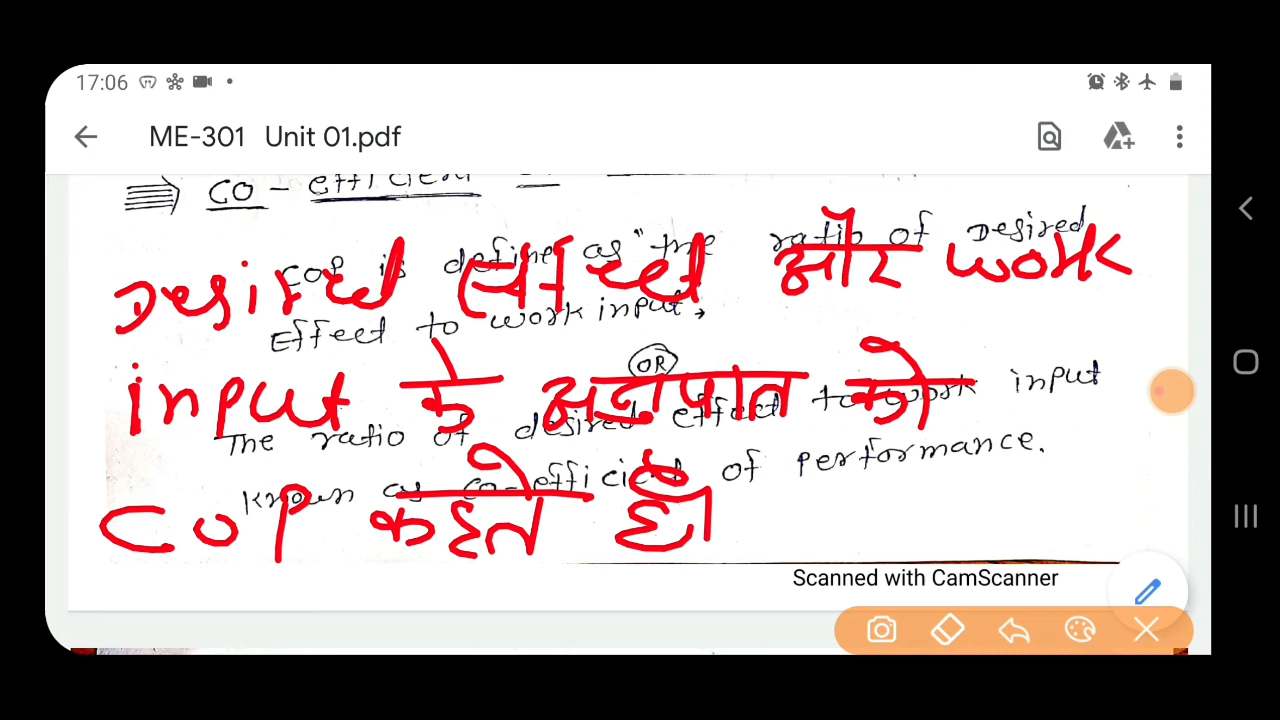 17:06
ME-301 Unit 01.pdf
⇒ CO-efficient
COP is define as "the ratio of Desired
Effect to work input,
OR
The ratio of desired effect to work input
known as co-efficient of performance.
Desired इफेक्ट और work
input के अनुपात को
COP कहते हैं।
Scanned with CamScanner